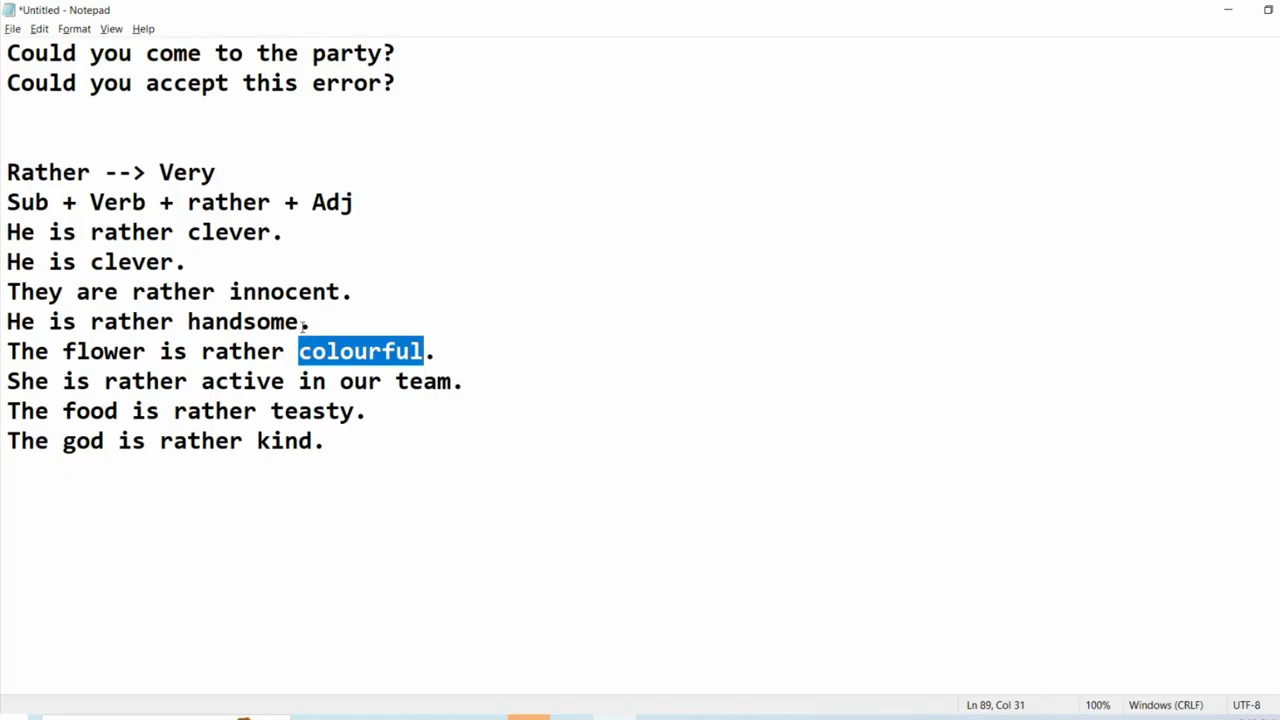 *Untitled - Notepad
File Edit Format View Help
Could you come to the party?
Could you accept this error?
Rather --> Very
Sub + Verb + rather + Adj
He is rather clever.
He is clever.
They are rather innocent.
He is rather handsome.
The flower is rather colourful.
She is rather active in our team.
The food is rather teasty.
The god is rather kind.
Ln 89, Col 31 100% Windows (CRLF) UTF-8